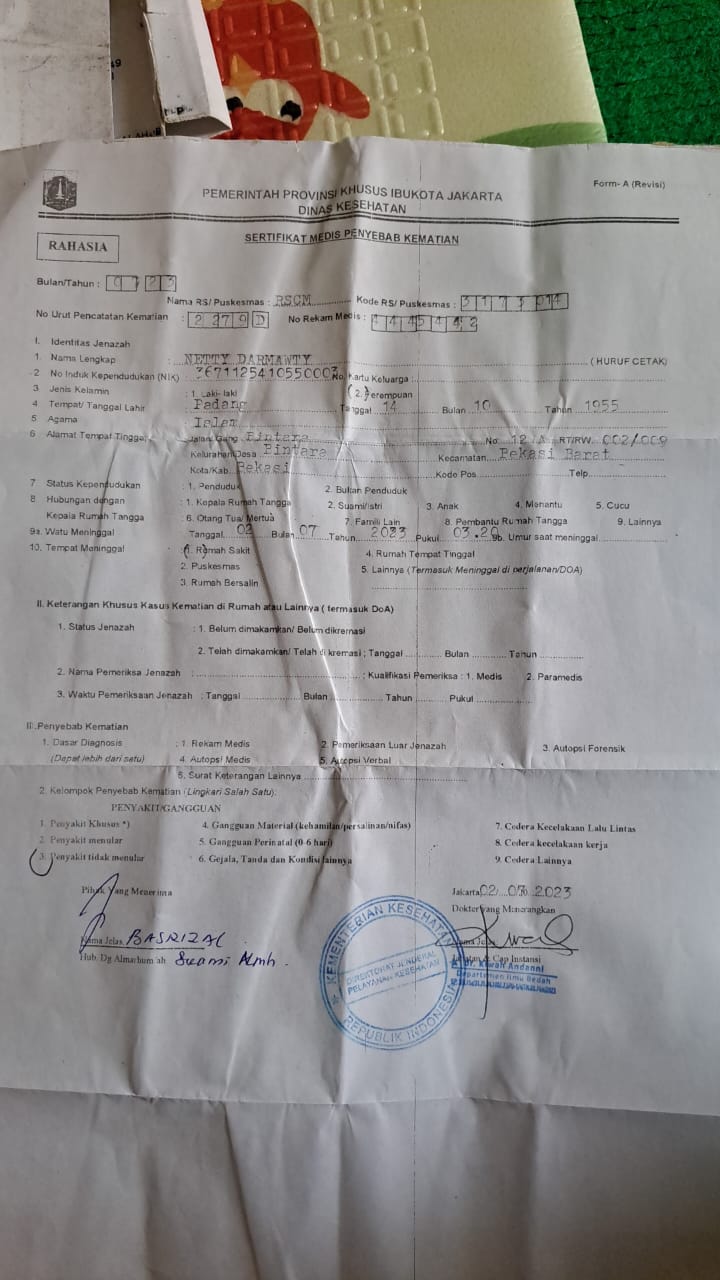 Form- A (Revisi)
PEMERINTAH PROVINSI KHUSUS IBUKOTA JAKARTA
DINAS KESEHATAN
RAHASIA
SERTIFIKAT MEDIS PENYEBAB KEMATIAN
Bulan/Tahun : 0 7 2 3
Nama RS/ Puskesmas : RSCM Kode RS/ Puskesmas : 3 1 7 3 0 1 4
No Urut Pencatatan Kematian : 2 2 7 9 D No Rekam Medis : 4 4 4 5 4 4 2
I. Identitas Jenazah
1. Nama Lengkap : NETTY DARMAWTY ( HURUF CETAK)
2 No Induk Kependudukan (NIK) : 3671125410550003 No. Kartu Keluarga :
3 Jenis Kelamin : 1. Laki- laki 2. Perempuan
4 Tempat/ Tanggal Lahir : Padang Tanggal 14 Bulan 10 Tahun 1955
5 Agama : Islam
6 Alamat Tempat Tinggal : Jalan/Gang Bintara No: 12 A RT/RW. 002/009
Kelurahan/Desa Bintara Kecamatan Bekasi Barat
Kota/Kab. Bekasi Kode Pos Telp
7 Status Kependudukan : 1. Penduduk 2. Bukan Penduduk
8 Hubungan dengan : 1. Kepala Rumah Tangga 2. Suami/istri 3. Anak 4. Menantu 5. Cucu
Kepala Rumah Tangga : 6. Otang Tua/ Mertua 7. Famili Lain 8. Pembantu Rumah Tangga 9. Lainnya
9a. Watu Meninggal Tanggal 02 Bulan 07 Tahun 2023 Pukul 03.20 9b. Umur saat meninggal
10. Tempat Meninggal : 1. Rumah Sakit 4. Rumah Tempat Tinggal
2. Puskesmas 5. Lainnya (Termasuk Meninggal di perjalanan/DOA)
3. Rumah Bersalin
II. Keterangan Khusus Kasus Kematian di Rumah atau Lainnya ( termasuk DoA)
1. Status Jenazah : 1. Belum dimakamkan/ Belum dikremasi
2. Telah dimakamkan/ Telah di kremasi ; Tanggal Bulan Tahun
2. Nama Pemeriksa Jenazah : ; Kualifikasi Pemeriksa : 1. Medis 2. Paramedis
3. Waktu Pemeriksaan Jenazah : Tanggal Bulan Tahun Pukul
III.Penyebab Kematian
1. Dasar Diagnosis : 1. Rekam Medis 2. Pemeriksaan Luar Jenazah 3. Autopsi Forensik
(Dapat lebih dari satu) 4. Autopsi Medis 5. Autopsi Verbal
6. Surat Keterangan Lainnya
2. Kelompok Penyebab Kematian (Lingkari Salah Satu):
PENYAKIT/GANGGUAN
1. Penyakit Khusus *) 4. Gangguan Material (kehamilan/persalinan/nifas) 7. Cedera Kecelakaan Lalu Lintas
2. Penyakit menular 5. Gangguan Perinatal (0-6 hari) 8. Cedera kecelakaan kerja
3. Penyakit tidak menular 6. Gejala, Tanda dan Kondisi lainnya 9. Cedera Lainnya
Pihak Yang Menerima Jakarta, 02 07 2023
Dokter yang Menerangkan
Nama Jelas BASRIZAL
Hub. Dg Almarhum/ah Suami Almh. Jabatan & Cap Instansi
KEMENTERIAN KESEHATAN
DIREKTORAT JENDERAL
PELAYANAN KESEHATAN
REPUBLIK INDONESIA
Departemen Ilmu Bedah